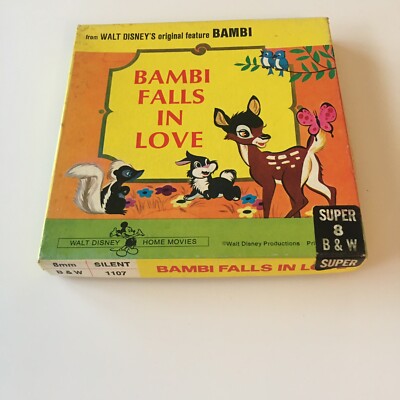 from WALT DISNEY'S original feature BAMBI
BAMBI
FALLS
IN
LOVE
SUPER
8
B & W
SUPER
WALT DISNEY HOME MOVIES
©Walt Disney Productions
8mm SILENT
B & W 1107
BAMBI FALLS IN